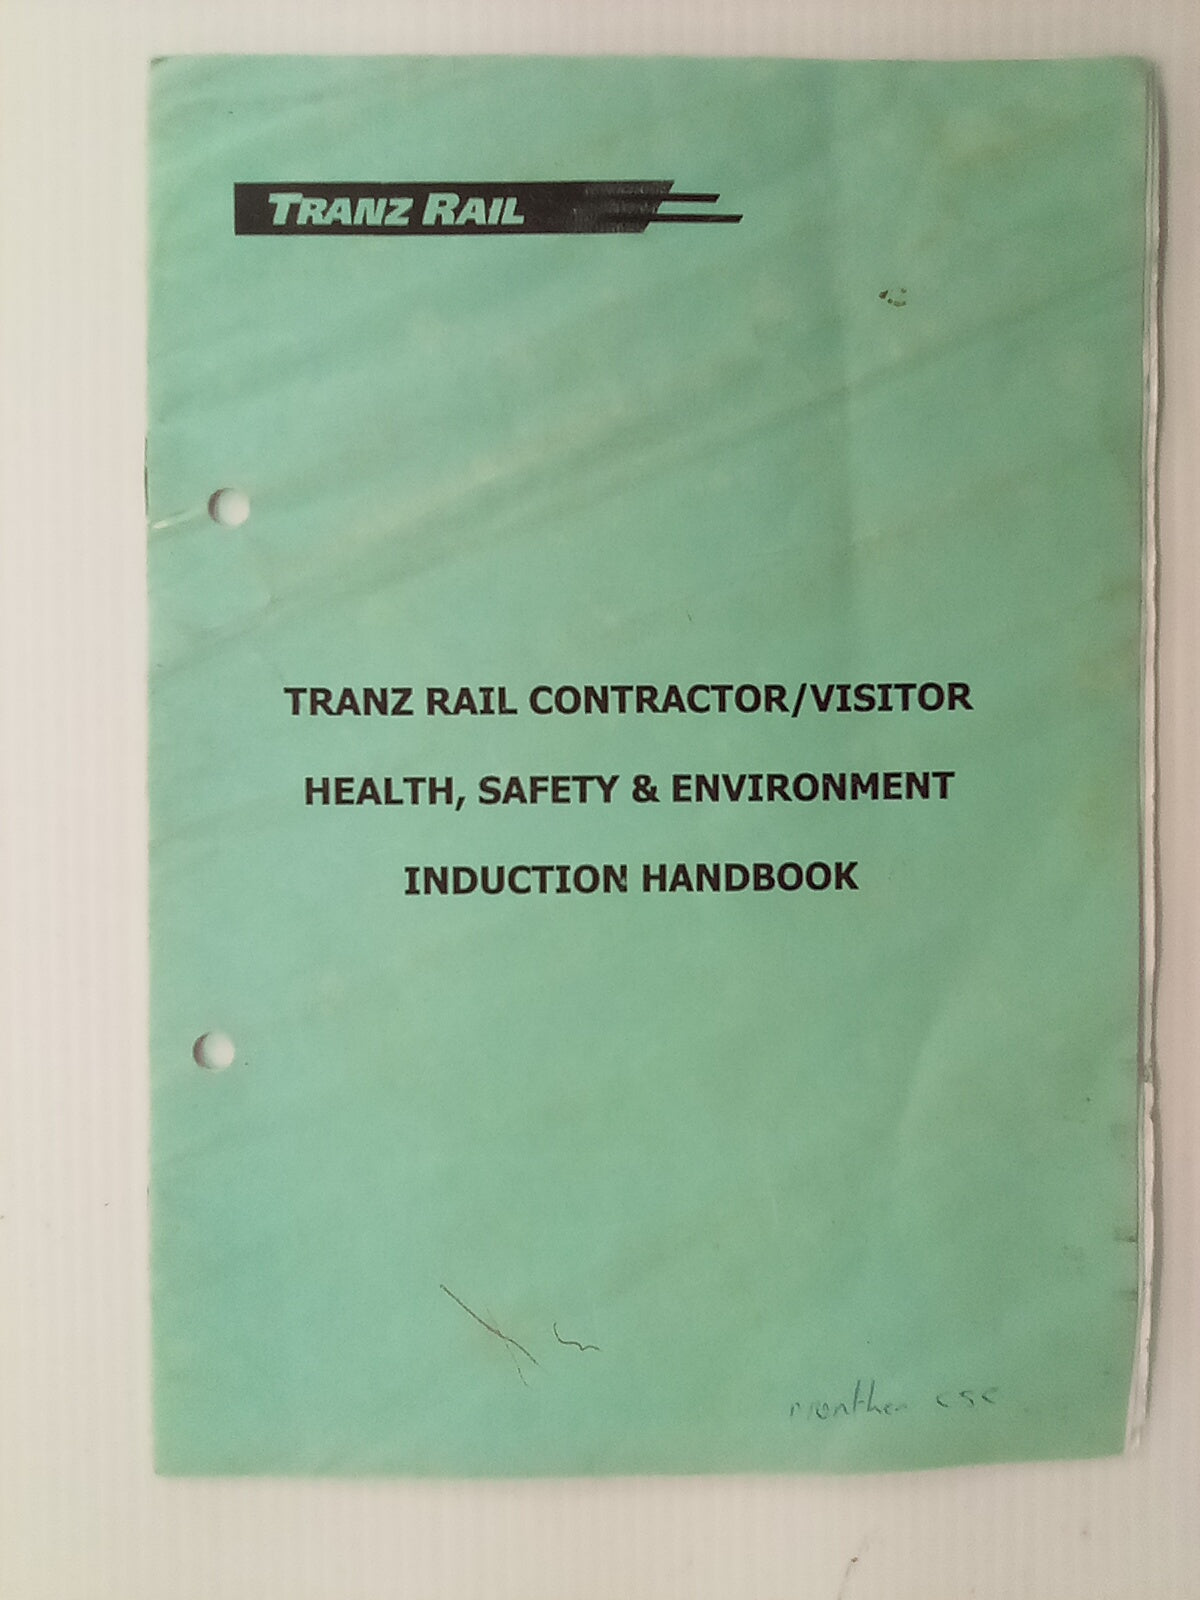 TRANZ RAIL
TRANZ RAIL CONTRACTOR/VISITOR
HEALTH, SAFETY & ENVIRONMENT
INDUCTION HANDBOOK